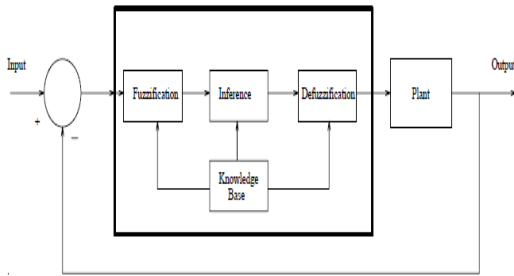 Input
Output
Fuzzification
Inference
Defuzzification
Plant
+
−
Knowledge
Base